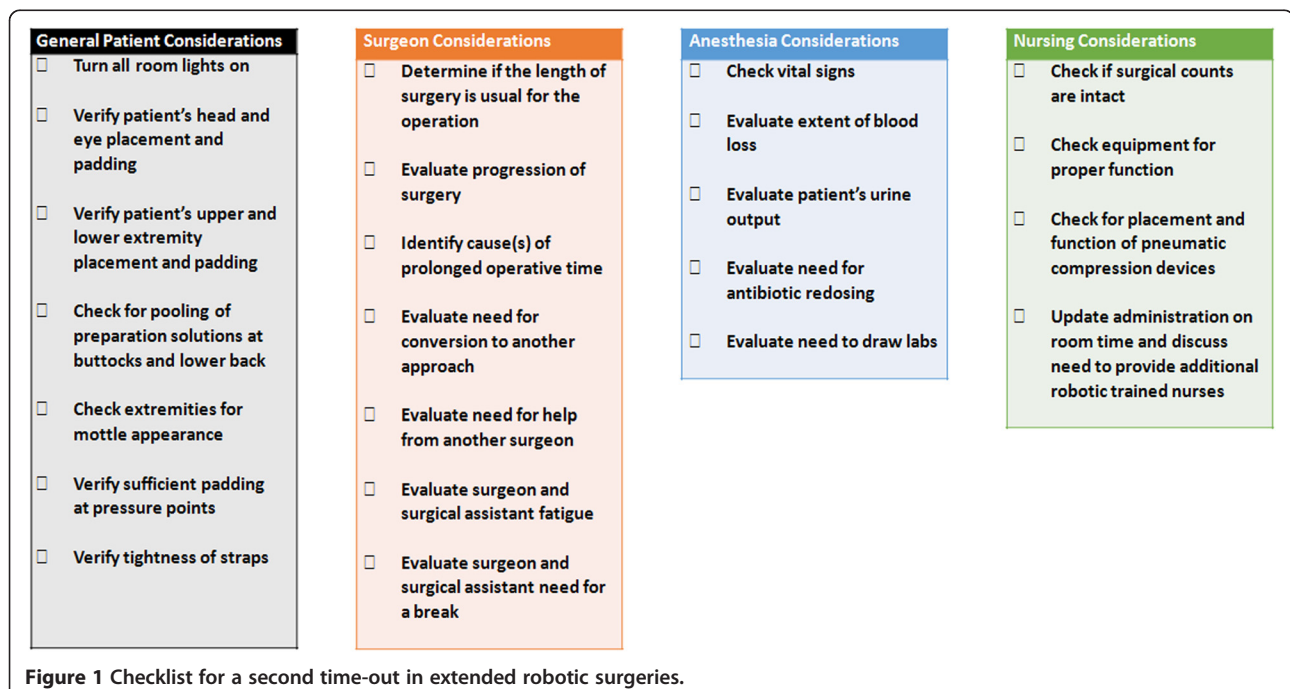 General Patient Considerations
☐ Turn all room lights on
☐ Verify patient's head and
eye placement and
padding
☐ Verify patient's upper and
lower extremity
placement and padding
☐ Check for pooling of
preparation solutions at
buttocks and lower back
☐ Check extremities for
mottle appearance
☐ Verify sufficient padding
at pressure points
☐ Verify tightness of straps
Surgeon Considerations
☐ Determine if the length of
surgery is usual for the
operation
☐ Evaluate progression of
surgery
☐ Identify cause(s) of
prolonged operative time
☐ Evaluate need for
conversion to another
approach
☐ Evaluate need for help
from another surgeon
☐ Evaluate surgeon and
surgical assistant fatigue
☐ Evaluate surgeon and
surgical assistant need for
a break
Anesthesia Considerations
☐ Check vital signs
☐ Evaluate extent of blood
loss
☐ Evaluate patient's urine
output
☐ Evaluate need for
antibiotic redosing
☐ Evaluate need to draw labs
Nursing Considerations
☐ Check if surgical counts
are intact
☐ Check equipment for
proper function
☐ Check for placement and
function of pneumatic
compression devices
☐ Update administration on
room time and discuss
need to provide additional
robotic trained nurses
Figure 1 Checklist for a second time-out in extended robotic surgeries.